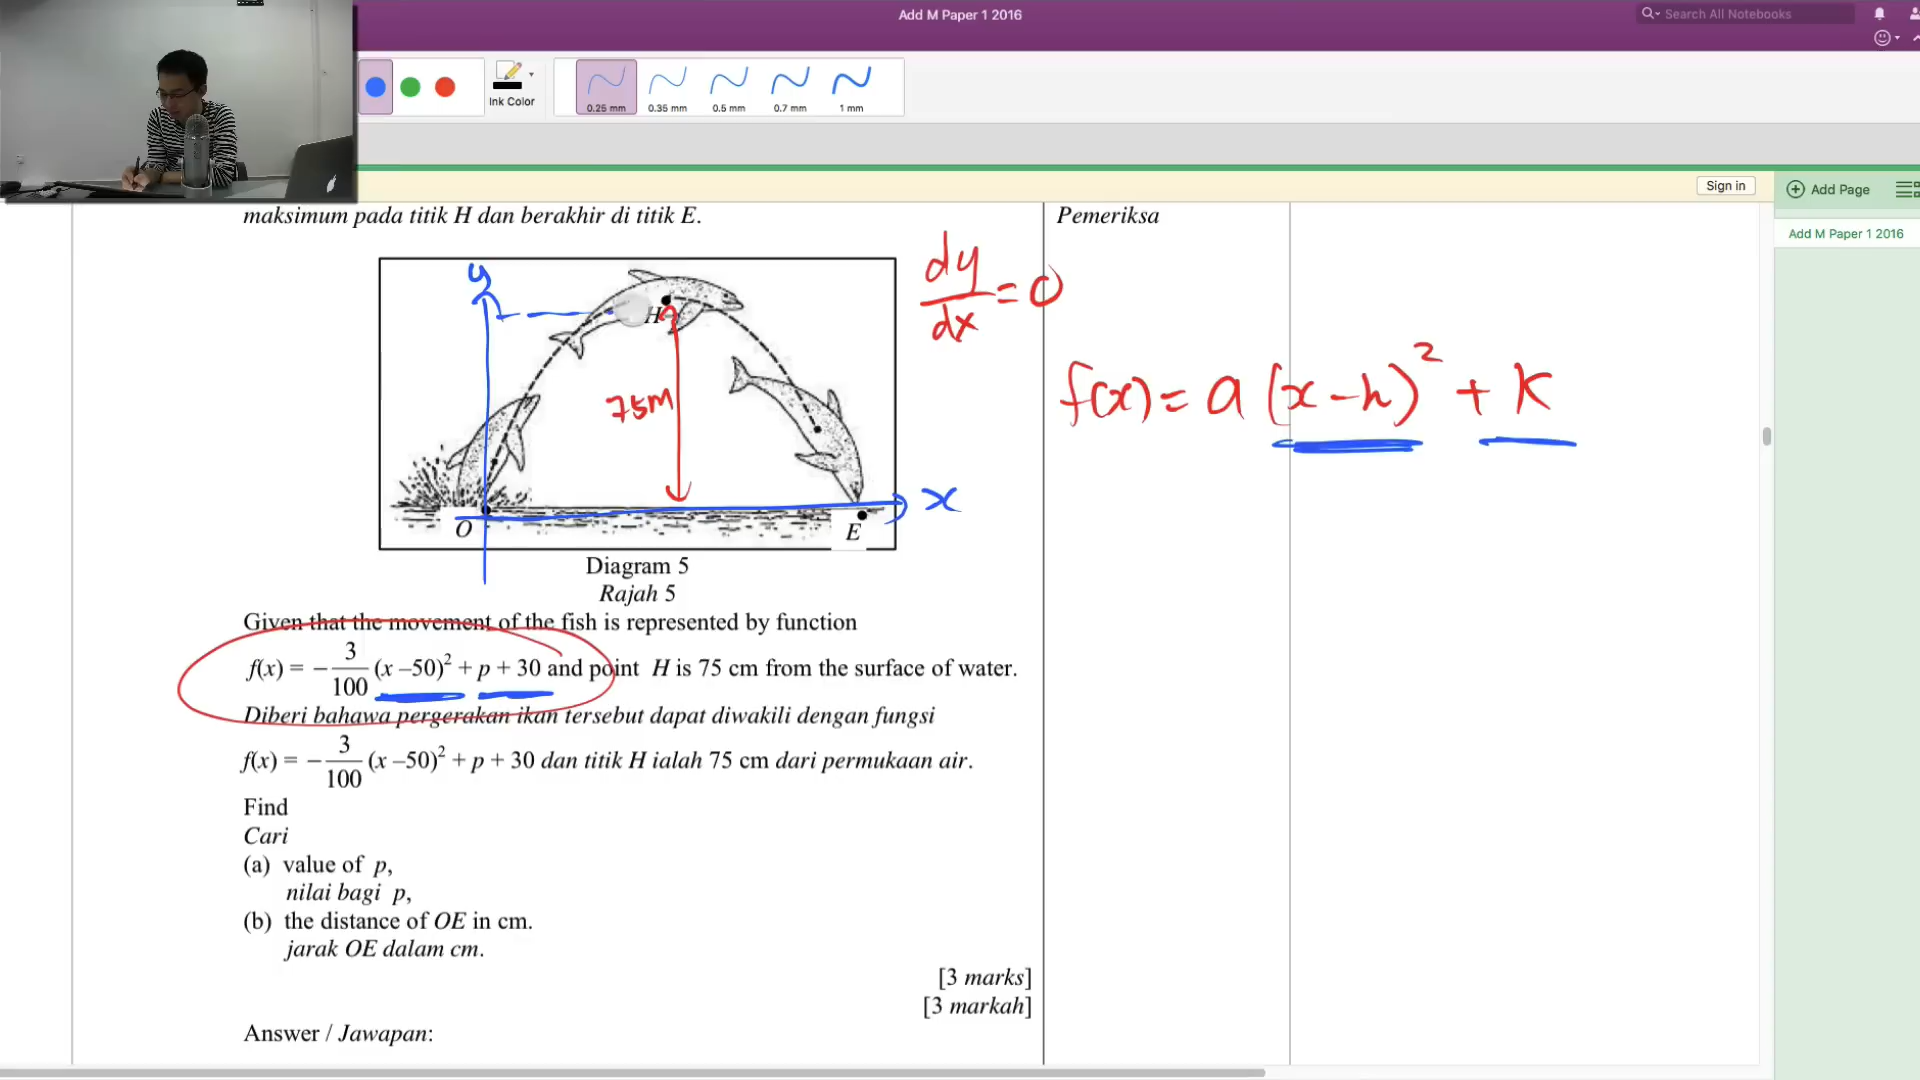 Add M Paper 1 2016
Search All Notebooks
Ink Color
0.25 mm
0.35 mm
0.5 mm
0.7 mm
1 mm
Sign in
Add Page
Add M Paper 1 2016
maksimum pada titik H dan berakhir di titik E.
Pemeriksa
y
H
75M
O
E
x
dy/dx = 0
f(x) = a (x - h)² + k
Diagram 5
Rajah 5
Given that the movement of the fish is represented by function
f(x) = - 3/100 (x –50)² + p + 30 and point H is 75 cm from the surface of water.
Diberi bahawa pergerakan ikan tersebut dapat diwakili dengan fungsi
f(x) = - 3/100 (x –50)² + p + 30 dan titik H ialah 75 cm dari permukaan air.
Find
Cari
(a) value of p,
nilai bagi p,
(b) the distance of OE in cm.
jarak OE dalam cm.
[3 marks]
[3 markah]
Answer / Jawapan: